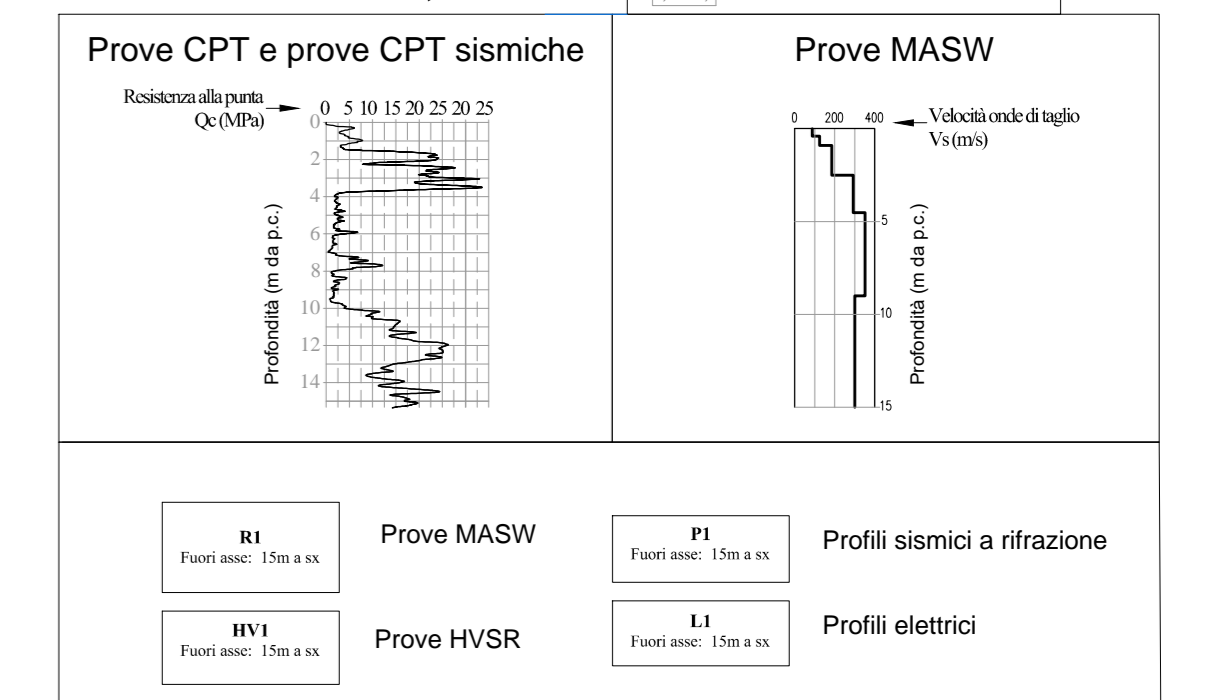 Prove CPT e prove CPT sismiche
Resistenza alla punta
Qc (MPa)
0 5 10 15 20 25 20 25
0
2
4
6
8
10
12
14
Profondità (m da p.c.)
Prove MASW
0 200 400
Velocità onde di taglio
Vs (m/s)
5
10
15
Profondità (m da p.c.)
R1
Fuori asse: 15m a sx
Prove MASW
P1
Fuori asse: 15m a sx
Profili sismici a rifrazione
HV1
Fuori asse: 15m a sx
Prove HVSR
L1
Fuori asse: 15m a sx
Profili elettrici